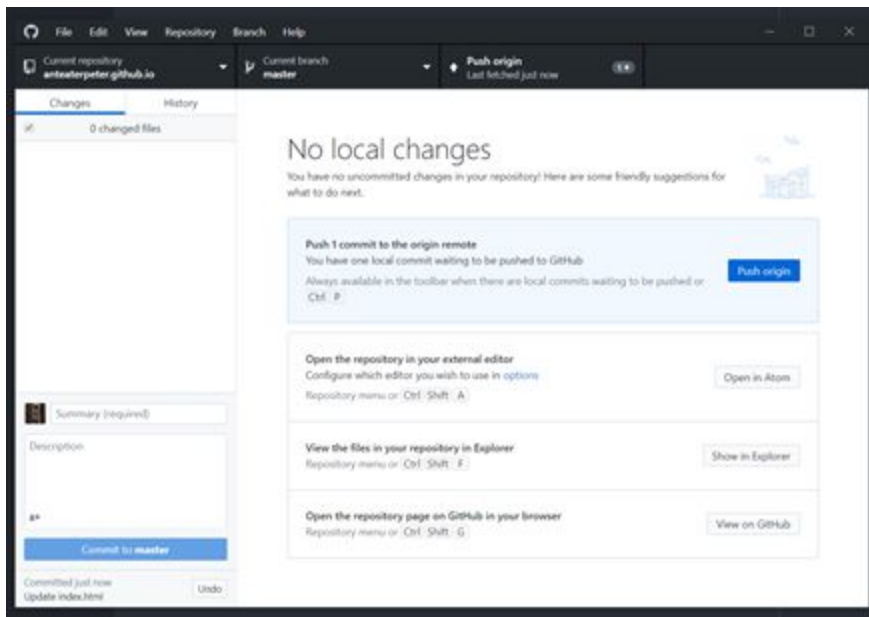 File Edit View Repository Branch Help
Current repository
anteaterpeter.github.io
Current branch
master
Push origin
Last fetched just now
1
Changes
History
0 changed files
No local changes
You have no uncommitted changes in your repository! Here are some friendly suggestions for
what to do next.
Push 1 commit to the origin remote
You have one local commit waiting to be pushed to GitHub
Always available in the toolbar when there are local commits waiting to be pushed or
Ctrl P
Push origin
Open the repository in your external editor
Configure which editor you wish to use in options
Repository menu or Ctrl Shift A
Open in Atom
View the files in your repository in Explorer
Repository menu or Ctrl Shift F
Show in Explorer
Open the repository page on GitHub in your browser
Repository menu or Ctrl Shift G
View on GitHub
Summary (required)
Description
Commit to master
Committed just now
Update index.html
Undo